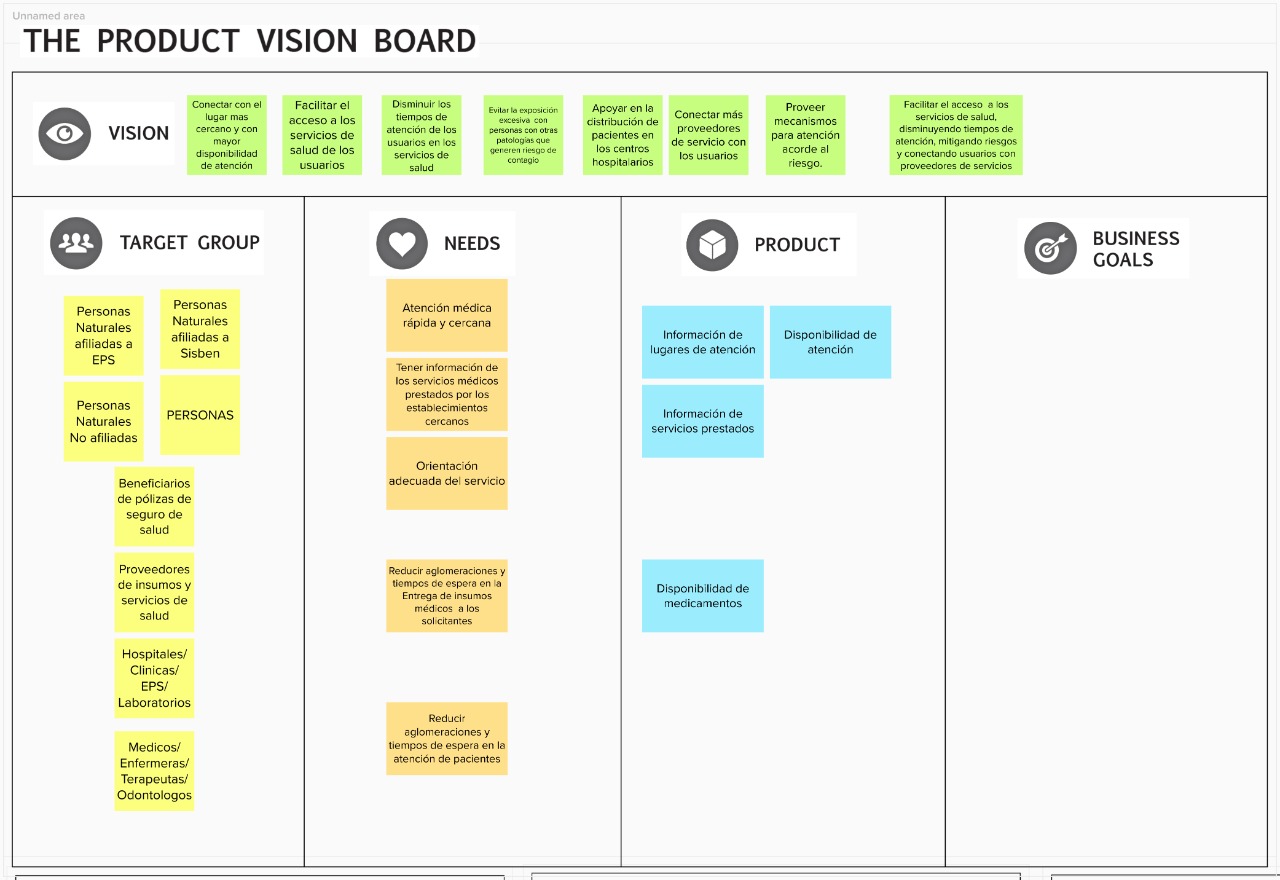 Unnamed area
THE PRODUCT VISION BOARD
VISION
Conectar con el
lugar mas
cercano y con
mayor
disponibilidad
de atención
Facilitar el
acceso a los
servicios de
salud de los
usuarios
Disminuir los
tiempos de
atención de los
usuarios en los
servicios de
salud
Evitar la exposición
excesiva con
personas con otras
patologías que
generen riesgo de
contagio
Apoyar en la
distribución de
pacientes en
los centros
hospitalarios
Conectar más
proveedores
de servicio con
los usuarios
Proveer
mecanismos
para atención
acorde al
riesgo.
Facilitar el acceso a los
servicios de salud,
disminuyendo tiempos de
atención, mitigando riesgos
y conectando usuarios con
proveedores de servicios
TARGET GROUP
Personas
Naturales
afiliadas a
EPS
Personas
Naturales
afiliadas a
Sisben
Personas
Naturales
No afiliadas
PERSONAS
Beneficiarios
de pólizas de
seguro de
salud
Proveedores
de insumos y
servicios de
salud
Hospitales/
Clinicas/
EPS/
Laboratorios
Medicos/
Enfermeras/
Terapeutas/
Odontologos
NEEDS
Atención médica
rápida y cercana
Tener información de
los servicios médicos
prestados por los
establecimientos
cercanos
Orientación
adecuada del servicio
Reducir aglomeraciones y
tiempos de espera en la
Entrega de insumos
médicos a los
solicitantes
Reducir
aglomeraciones y
tiempos de espera en la
atención de pacientes
PRODUCT
Información de
lugares de atención
Disponibilidad de
atención
Información de
servicios prestados
Disponibilidad de
medicamentos
BUSINESS
GOALS